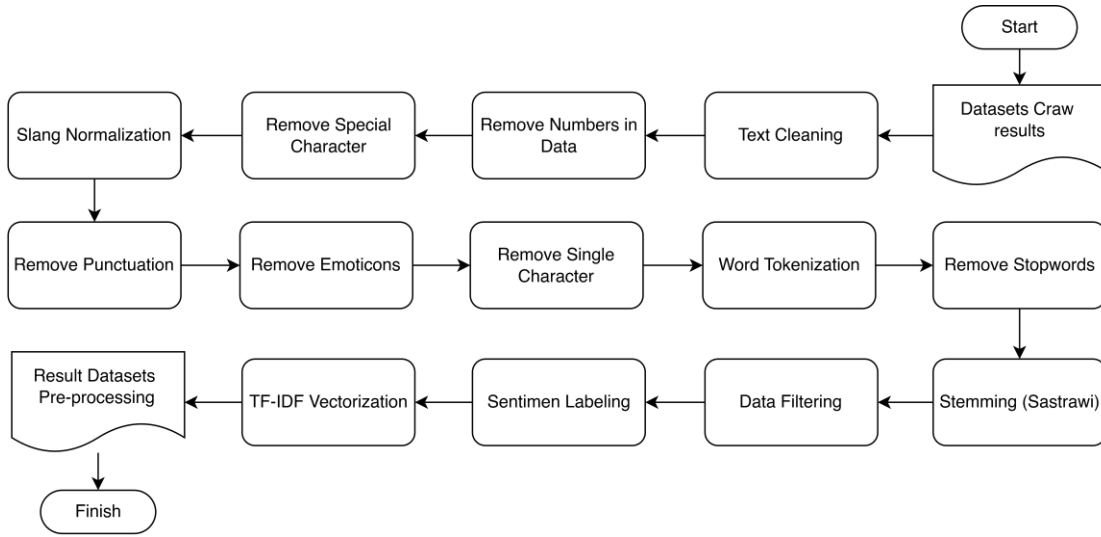 Start
Datasets Craw
results
Text Cleaning
Remove Numbers in
Data
Remove Special
Character
Slang Normalization
Remove Punctuation
Remove Emoticons
Remove Single
Character
Word Tokenization
Remove Stopwords
Stemming (Sastrawi)
Data Filtering
Sentimen Labeling
TF-IDF Vectorization
Result Datasets
Pre-processing
Finish